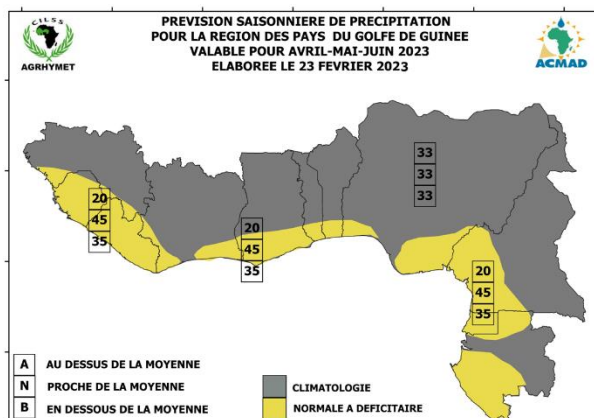 CILSS
AGRHYMET
PREVISION SAISONNIERE DE PRECIPITATION
POUR LA REGION DES PAYS DU GOLFE DE GUINEE
VALABLE POUR AVRIL-MAI-JUIN 2023
ELABOREE LE 23 FEVRIER 2023
ACMAD
33
33
33
20
45
35
20
45
35
20
45
35
A AU DESSUS DE LA MOYENNE
N PROCHE DE LA MOYENNE
B EN DESSOUS DE LA MOYENNE
CLIMATOLOGIE
NORMALE A DEFICITAIRE